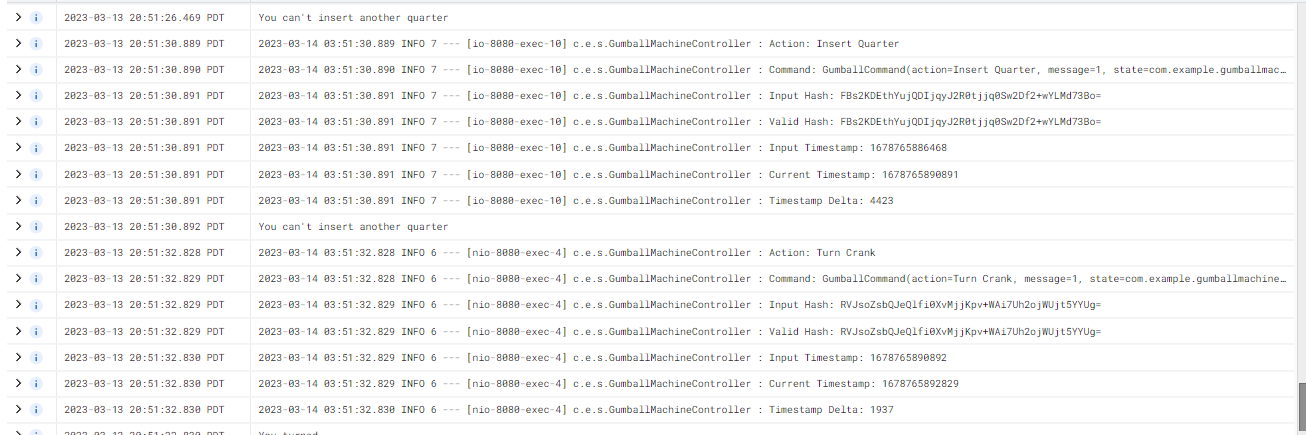 2023-03-13 20:51:26.469 PDT You can't insert another quarter
2023-03-13 20:51:30.889 PDT 2023-03-14 03:51:30.889 INFO 7 --- [io-8080-exec-10] c.e.s.GumballMachineController : Action: Insert Quarter
2023-03-13 20:51:30.890 PDT 2023-03-14 03:51:30.890 INFO 7 --- [io-8080-exec-10] c.e.s.GumballMachineController : Command: GumballCommand(action=Insert Quarter, message=1, state=com.example.gumballmac…
2023-03-13 20:51:30.891 PDT 2023-03-14 03:51:30.891 INFO 7 --- [io-8080-exec-10] c.e.s.GumballMachineController : Input Hash: FBs2KDEthYujQDIjqyJ2R0tjjq0Sw2Df2+wYLMd73Bo=
2023-03-13 20:51:30.891 PDT 2023-03-14 03:51:30.891 INFO 7 --- [io-8080-exec-10] c.e.s.GumballMachineController : Valid Hash: FBs2KDEthYujQDIjqyJ2R0tjjq0Sw2Df2+wYLMd73Bo=
2023-03-13 20:51:30.891 PDT 2023-03-14 03:51:30.891 INFO 7 --- [io-8080-exec-10] c.e.s.GumballMachineController : Input Timestamp: 1678765886468
2023-03-13 20:51:30.891 PDT 2023-03-14 03:51:30.891 INFO 7 --- [io-8080-exec-10] c.e.s.GumballMachineController : Current Timestamp: 1678765890891
2023-03-13 20:51:30.891 PDT 2023-03-14 03:51:30.891 INFO 7 --- [io-8080-exec-10] c.e.s.GumballMachineController : Timestamp Delta: 4423
2023-03-13 20:51:30.892 PDT You can't insert another quarter
2023-03-13 20:51:32.828 PDT 2023-03-14 03:51:32.828 INFO 6 --- [nio-8080-exec-4] c.e.s.GumballMachineController : Action: Turn Crank
2023-03-13 20:51:32.829 PDT 2023-03-14 03:51:32.828 INFO 6 --- [nio-8080-exec-4] c.e.s.GumballMachineController : Command: GumballCommand(action=Turn Crank, message=1, state=com.example.gumballmachine…
2023-03-13 20:51:32.829 PDT 2023-03-14 03:51:32.829 INFO 6 --- [nio-8080-exec-4] c.e.s.GumballMachineController : Input Hash: RVJsoZsbQJeQlfi0XvMjjKpv+WAi7Uh2ojWUjt5YYUg=
2023-03-13 20:51:32.829 PDT 2023-03-14 03:51:32.829 INFO 6 --- [nio-8080-exec-4] c.e.s.GumballMachineController : Valid Hash: RVJsoZsbQJeQlfi0XvMjjKpv+WAi7Uh2ojWUjt5YYUg=
2023-03-13 20:51:32.830 PDT 2023-03-14 03:51:32.829 INFO 6 --- [nio-8080-exec-4] c.e.s.GumballMachineController : Input Timestamp: 1678765890892
2023-03-13 20:51:32.830 PDT 2023-03-14 03:51:32.829 INFO 6 --- [nio-8080-exec-4] c.e.s.GumballMachineController : Current Timestamp: 1678765892829
2023-03-13 20:51:32.830 PDT 2023-03-14 03:51:32.830 INFO 6 --- [nio-8080-exec-4] c.e.s.GumballMachineController : Timestamp Delta: 1937
2023-03-13 20:51:32.830 PDT You turned